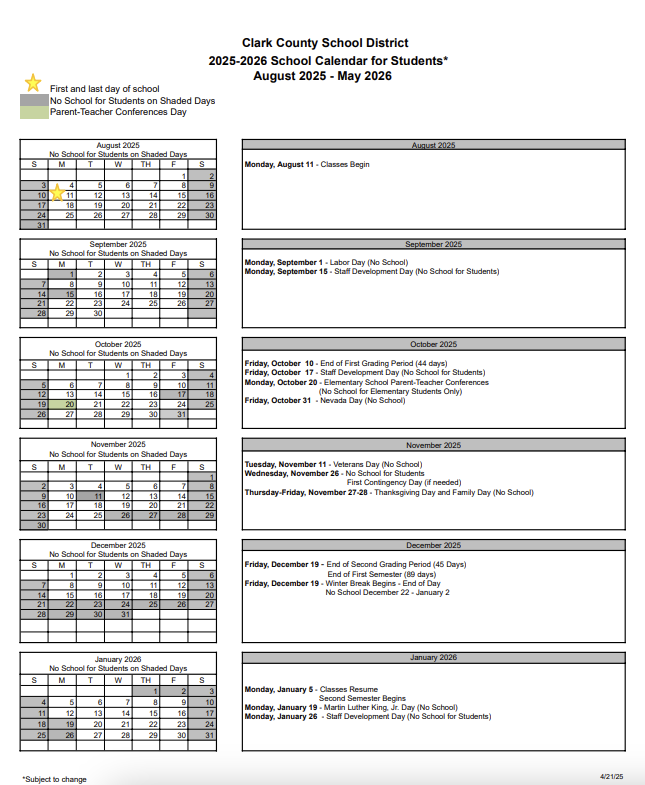 Clark County School District
2025-2026 School Calendar for Students*
August 2025 - May 2026
First and last day of school
No School for Students on Shaded Days
Parent-Teacher Conferences Day
August 2025
No School for Students on Shaded Days
S M T W TH F S
1 2
3 4 5 6 7 8 9
10 11 12 13 14 15 16
17 18 19 20 21 22 23
24 25 26 27 28 29 30
31
August 2025
Monday, August 11 - Classes Begin
September 2025
No School for Students on Shaded Days
S M T W TH F S
1 2 3 4 5 6
7 8 9 10 11 12 13
14 15 16 17 18 19 20
21 22 23 24 25 26 27
28 29 30
September 2025
Monday, September 1 - Labor Day (No School)
Monday, September 15 - Staff Development Day (No School for Students)
October 2025
No School for Students on Shaded Days
S M T W TH F S
1 2 3 4
5 6 7 8 9 10 11
12 13 14 15 16 17 18
19 20 21 22 23 24 25
26 27 28 29 30 31
October 2025
Friday, October 10 - End of First Grading Period (44 days)
Friday, October 17 - Staff Development Day (No School for Students)
Monday, October 20 - Elementary School Parent-Teacher Conferences
(No School for Elementary Students Only)
Friday, October 31 - Nevada Day (No School)
November 2025
No School for Students on Shaded Days
S M T W TH F S
1
2 3 4 5 6 7 8
9 10 11 12 13 14 15
16 17 18 19 20 21 22
23 24 25 26 27 28 29
30
November 2025
Tuesday, November 11 - Veterans Day (No School)
Wednesday, November 26 - No School for Students
First Contingency Day (if needed)
Thursday-Friday, November 27-28 - Thanksgiving Day and Family Day (No School)
December 2025
No School for Students on Shaded Days
S M T W TH F S
1 2 3 4 5 6
7 8 9 10 11 12 13
14 15 16 17 18 19 20
21 22 23 24 25 26 27
28 29 30 31
December 2025
Friday, December 19 - End of Second Grading Period (45 Days)
End of First Semester (89 days)
Friday, December 19 - Winter Break Begins - End of Day
No School December 22 - January 2
January 2026
No School for Students on Shaded Days
S M T W TH F S
1 2 3
4 5 6 7 8 9 10
11 12 13 14 15 16 17
18 19 20 21 22 23 24
25 26 27 28 29 30 31
January 2026
Monday, January 5 - Classes Resume
Second Semester Begins
Monday, January 19 - Martin Luther King, Jr. Day (No School)
Monday, January 26 - Staff Development Day (No School for Students)
*Subject to change
4/21/25